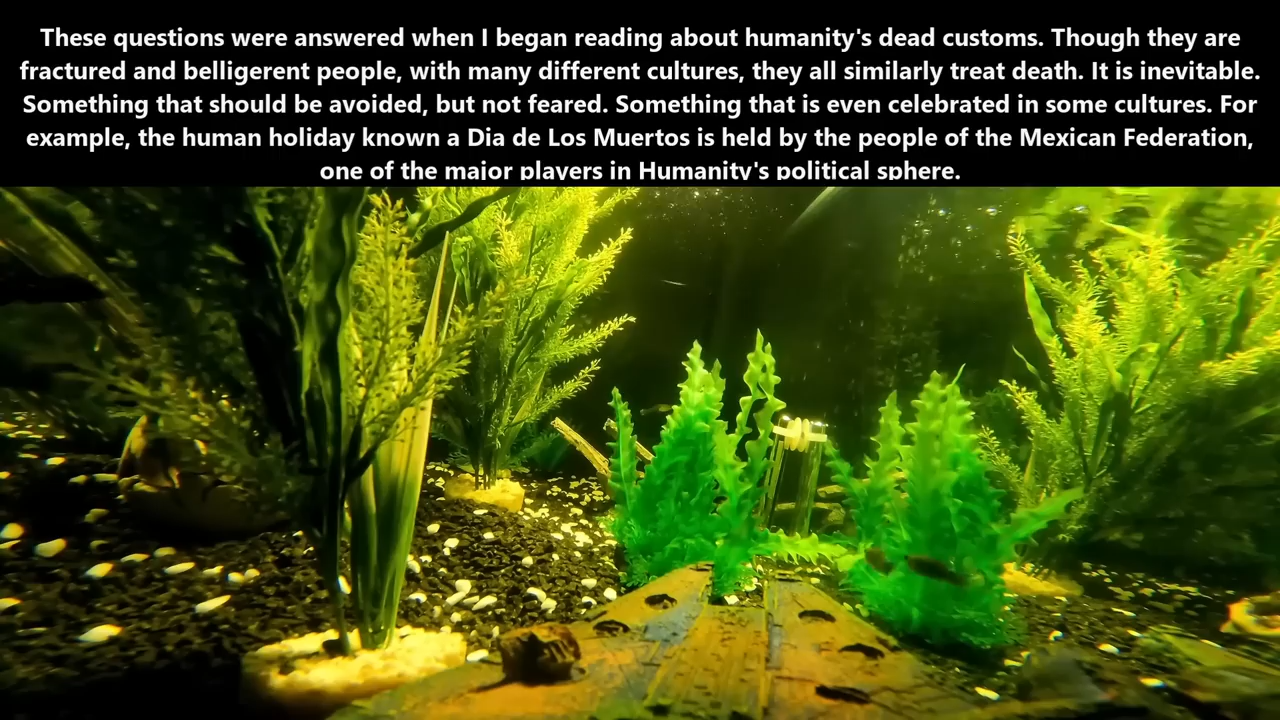 These questions were answered when I began reading about humanity's dead customs. Though they are
fractured and belligerent people, with many different cultures, they all similarly treat death. It is inevitable.
Something that should be avoided, but not feared. Something that is even celebrated in some cultures. For
example, the human holiday known a Dia de Los Muertos is held by the people of the Mexican Federation,
one of the major players in Humanity's political sphere.